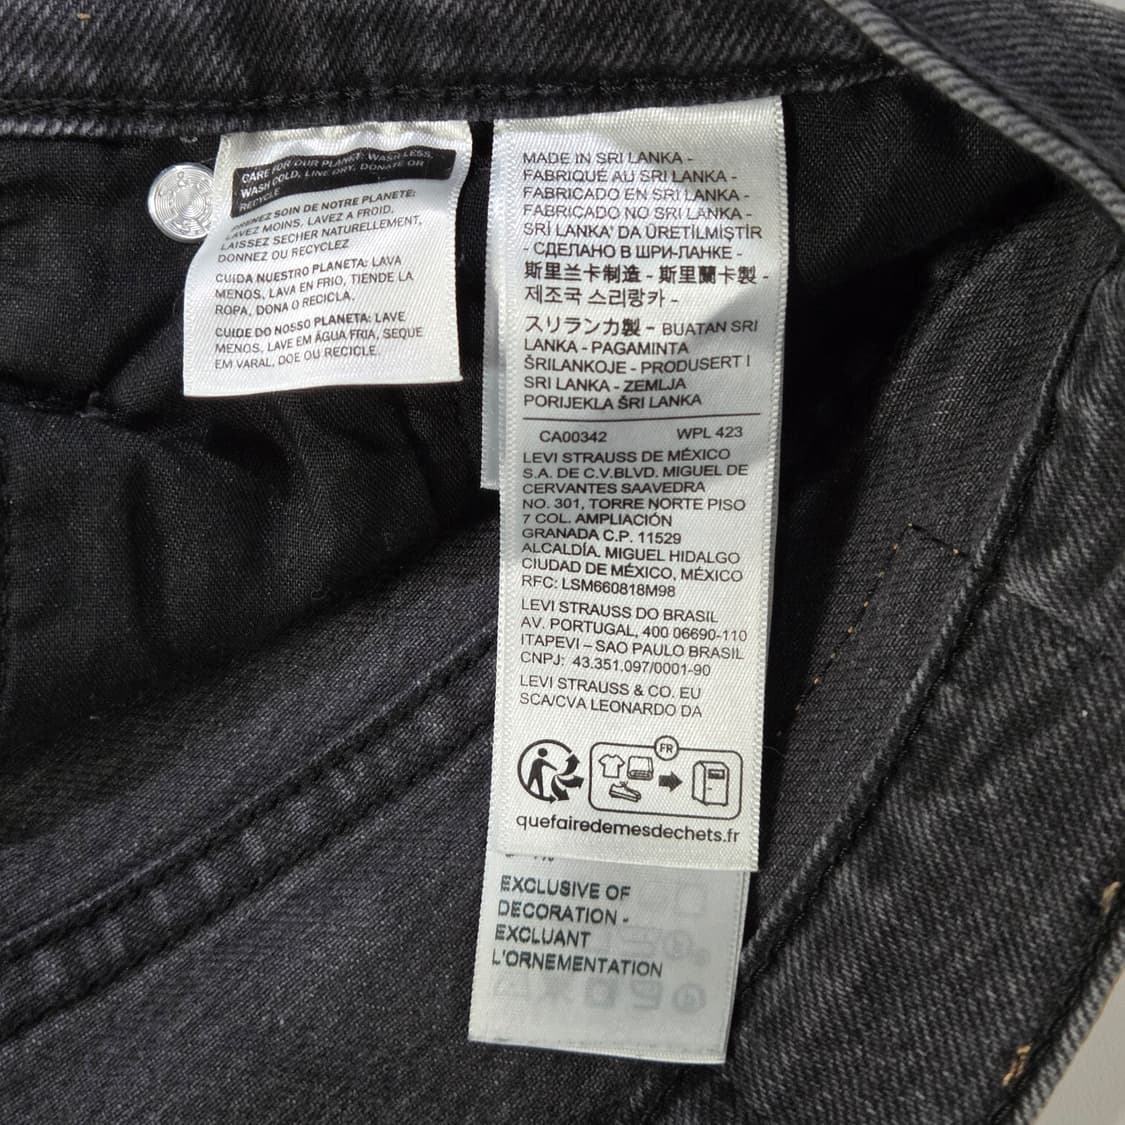 CARE FOR OUR PLANET: WASH LESS,
WASH COLD, LINE DRY, DONATE OR
RECYCLE
PRENEZ SOIN DE NOTRE PLANETE:
LAVEZ MOINS, LAVEZ A FROID,
LAISSEZ SECHER NATURELLEMENT,
DONNEZ OU RECYCLEZ
CUIDA NUESTRO PLANETA: LAVA
MENOS, LAVA EN FRIO, TIENDE LA
ROPA, DONA O RECICLA.
CUIDE DO NOSSO PLANETA: LAVE
MENOS, LAVE EM ÁGUA FRIA, SEQUE
EM VARAL, DOE OU RECICLE.
MADE IN SRI LANKA -
FABRIQUÉ AU SRI LANKA -
FABRICADO EN SRI LANKA -
FABRICADO NO SRI LANKA -
SRİ LANKA' DA ÜRETİLMİŞTİR
- СДЕЛАНО В ШРИ-ЛАНКЕ -
斯里兰卡制造 - 斯里蘭卡製 -
제조국 스리랑카 -
スリランカ製 - BUATAN SRI
LANKA - PAGAMINTA
ŠRILANKOJE - PRODUSERT I
SRI LANKA - ZEMLJA
PORIJEKLA ŠRI LANKA
CA00342 WPL 423
LEVI STRAUSS DE MÉXICO
S.A. DE C.V.BLVD. MIGUEL DE
CERVANTES SAAVEDRA
NO. 301, TORRE NORTE PISO
7 COL. AMPLIACIÓN
GRANADA C.P. 11529
ALCALDÍA. MIGUEL HIDALGO
CIUDAD DE MÉXICO, MÉXICO
RFC: LSM660818M98
LEVI STRAUSS DO BRASIL
AV. PORTUGAL, 400 06690-110
ITAPEVI – SAO PAULO BRASIL
CNPJ: 43.351.097/0001-90
LEVI STRAUSS & CO. EU
SCA/CVA LEONARDO DA
FR
quefairedemesdechets.fr
EXCLUSIVE OF
DECORATION -
EXCLUANT
L'ORNEMENTATION